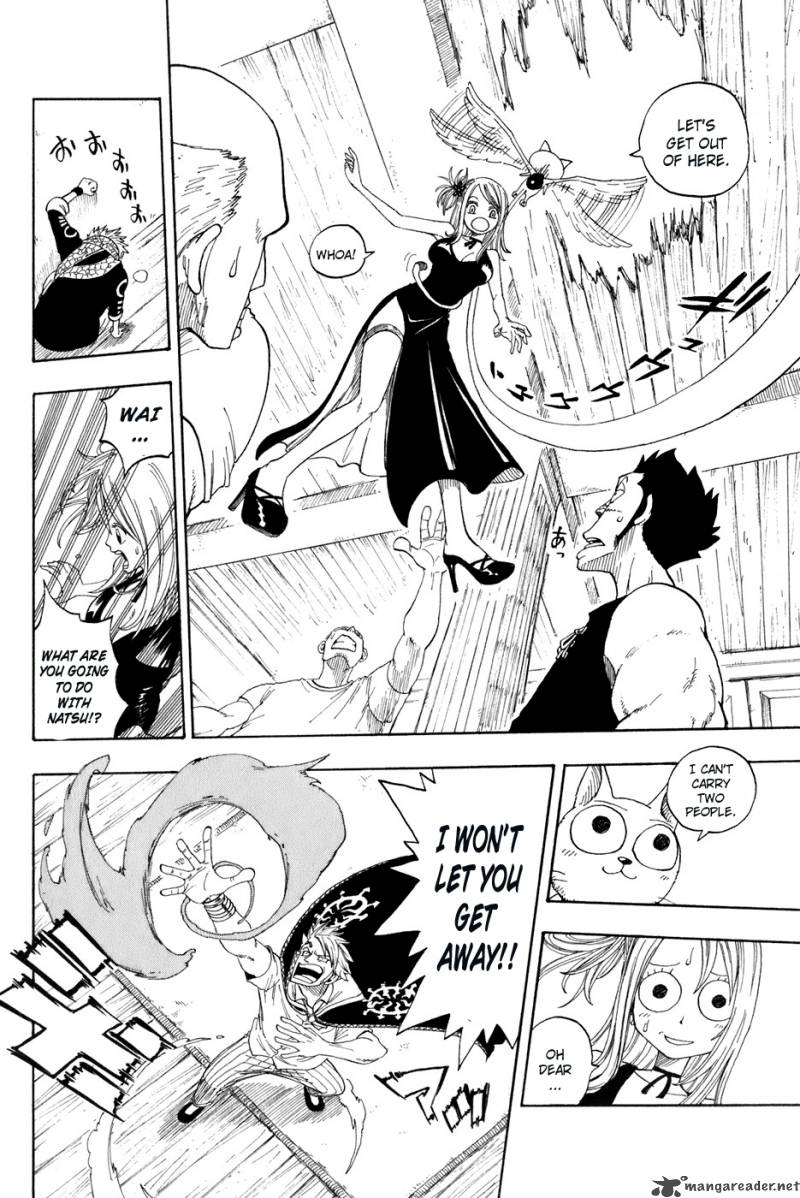 LET'S
GET OUT
OF HERE.
WHOA!
あっ
おおおおお
WAI
...
WHAT ARE
YOU GOING
TO DO
WITH
NATSU!?
I CAN'T
CARRY
TWO
PEOPLE.
OH
DEAR
...
I WON'T
LET YOU
GET
AWAY!!
mangareader.net